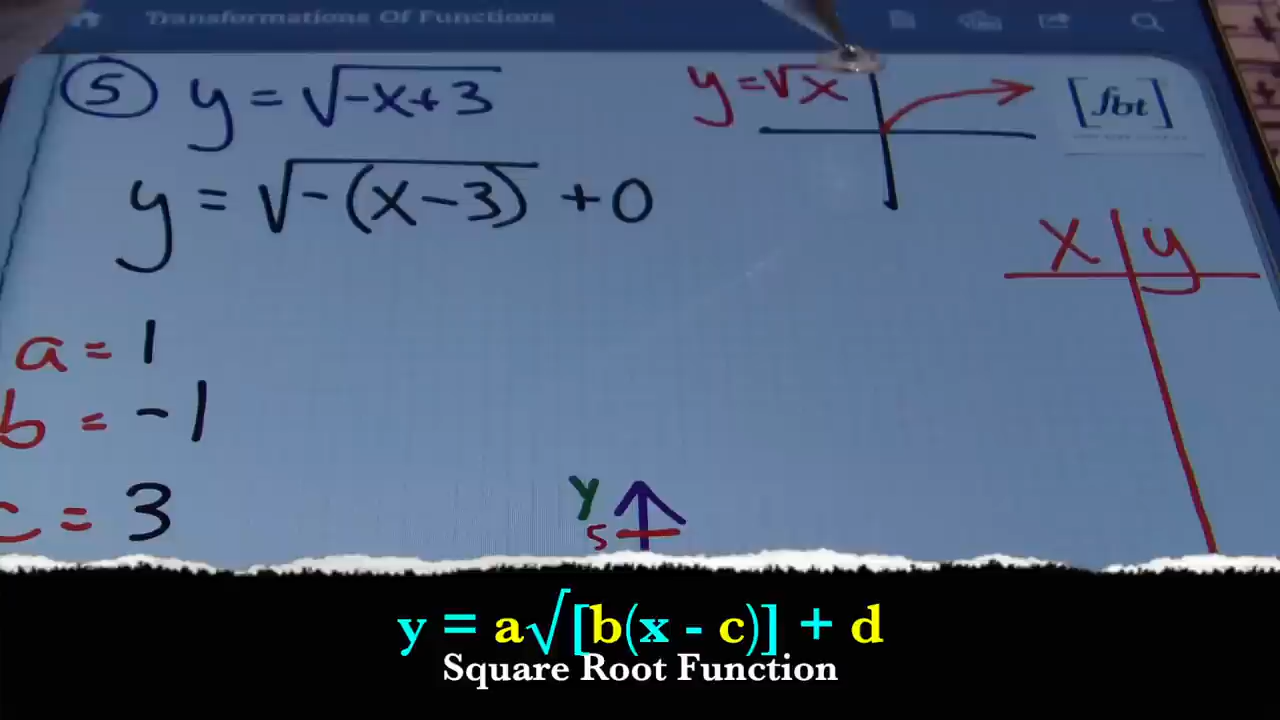 Transformations Of Functions
5 y = √-x+3
y = √x
[fbt]
y = √-(x-3) + 0
x y
a = 1
b = -1
c = 3
y
5
y = a√[b(x - c)] + d
Square Root Function